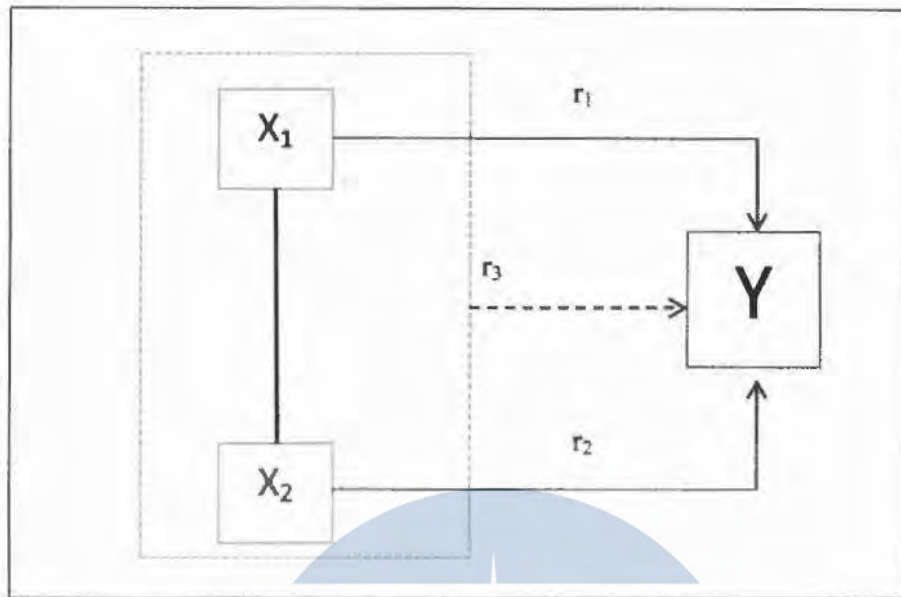 r₁
X₁
r₃
Y
r₂
X₂